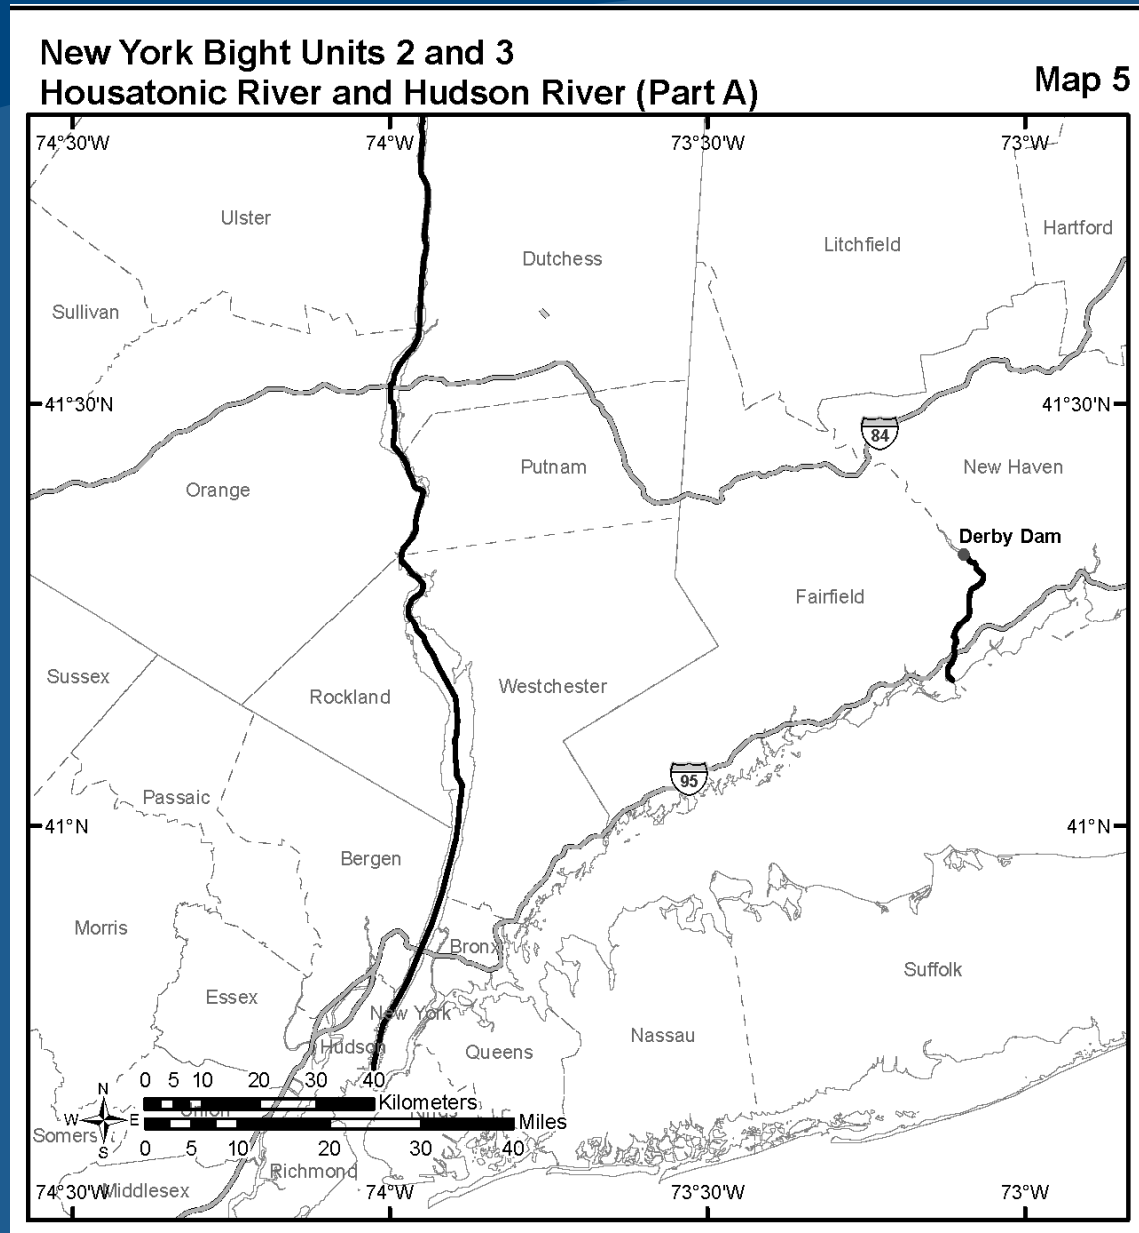 New York Bight Units 2 and 3
Housatonic River and Hudson River (Part A)
Map 5
74°30'W
74°W
73°30'W
73°W
Ulster
Dutchess
Litchfield
Hartford
Sullivan
41°30'N
41°30'N
84
Orange
Putnam
New Haven
Derby Dam
Fairfield
Sussex
Rockland
Westchester
95
Passaic
41°N
41°N
Bergen
Morris
Bronx
Essex
Suffolk
New York
Nassau
Hudson
Queens
0 5 10 20 30 40
Kilometers
N
W E
S
Union
Kings
Miles
Somers
0 5 10 20 30 40
Richmond
Middlesex
74°30'W
74°W
73°30'W
73°W